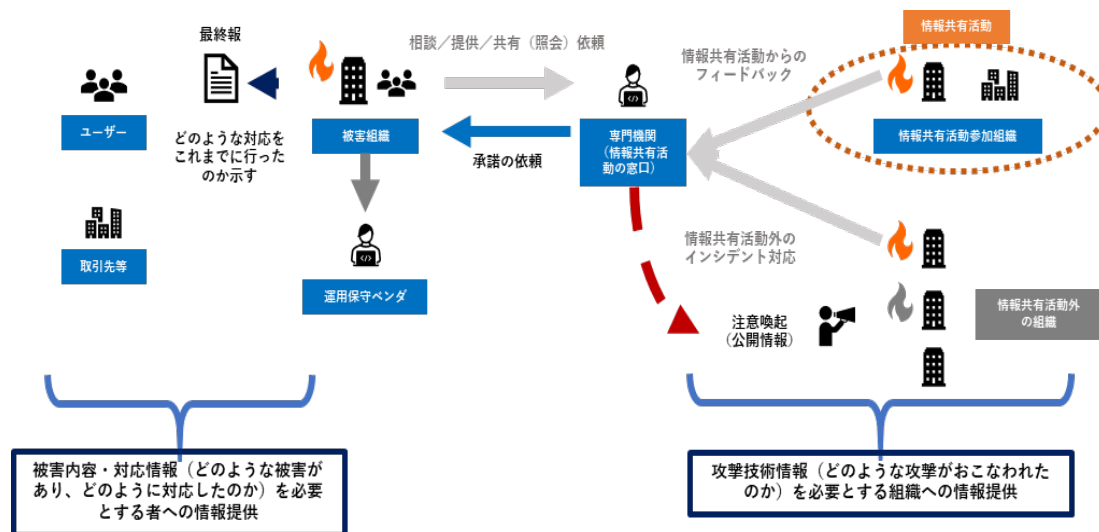 最終報
相談／提供／共有（照会）依頼
情報共有活動
情報共有活動からの
フィードバック
ユーザー
被害組織
専門機関
（情報共有活
動の窓口）
情報共有活動参加組織
どのような対応を
これまでに行った
のか示す
承諾の依頼
取引先等
運用保守ベンダ
情報共有活動外の
インシデント対応
注意喚起
（公開情報）
情報共有活動外
の組織
被害内容・対応情報（どのような被害が
あり、どのように対応したのか）を必要
とする者への情報提供
攻撃技術情報（どのような攻撃がおこなわれた
のか）を必要とする組織への情報提供